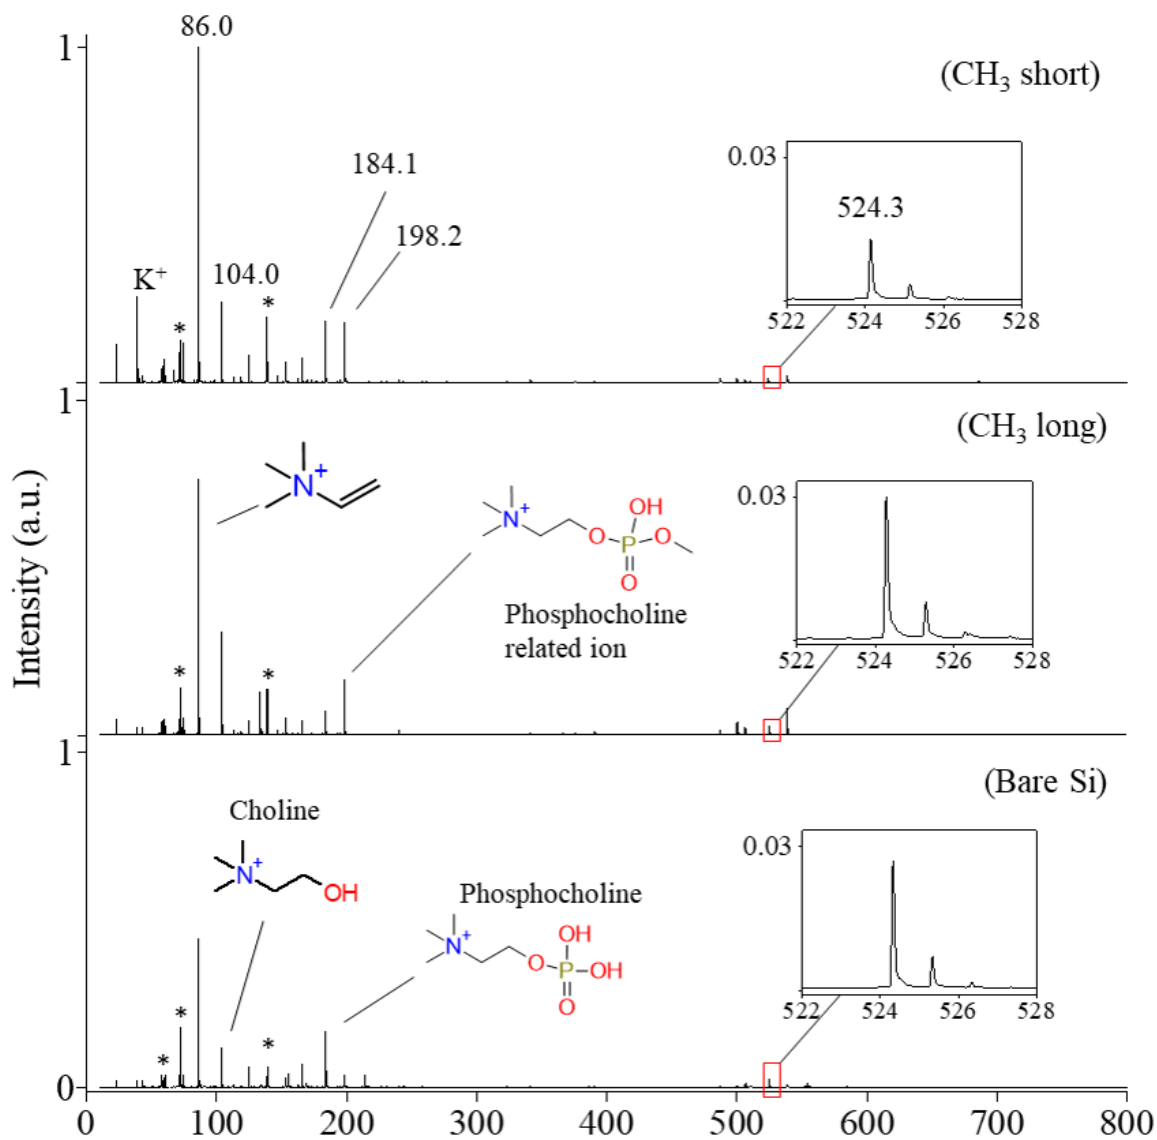 86.0
1
(CH₃ short)
0.03
184.1
524.3
198.2
K⁺
104.0
*
*
522 524 526 528
1
(CH₃ long)
N⁺
0.03
OH
N⁺
O
P
O
O
Phosphocholine
related ion
522 524 526 528
*
*
Intensity (a.u.)
1
(Bare Si)
Choline
0.03
N⁺
OH
Phosphocholine
OH
N⁺
O
P
OH
O
522 524 526 528
*
*
*
0
0 100 200 300 400 500 600 700 800